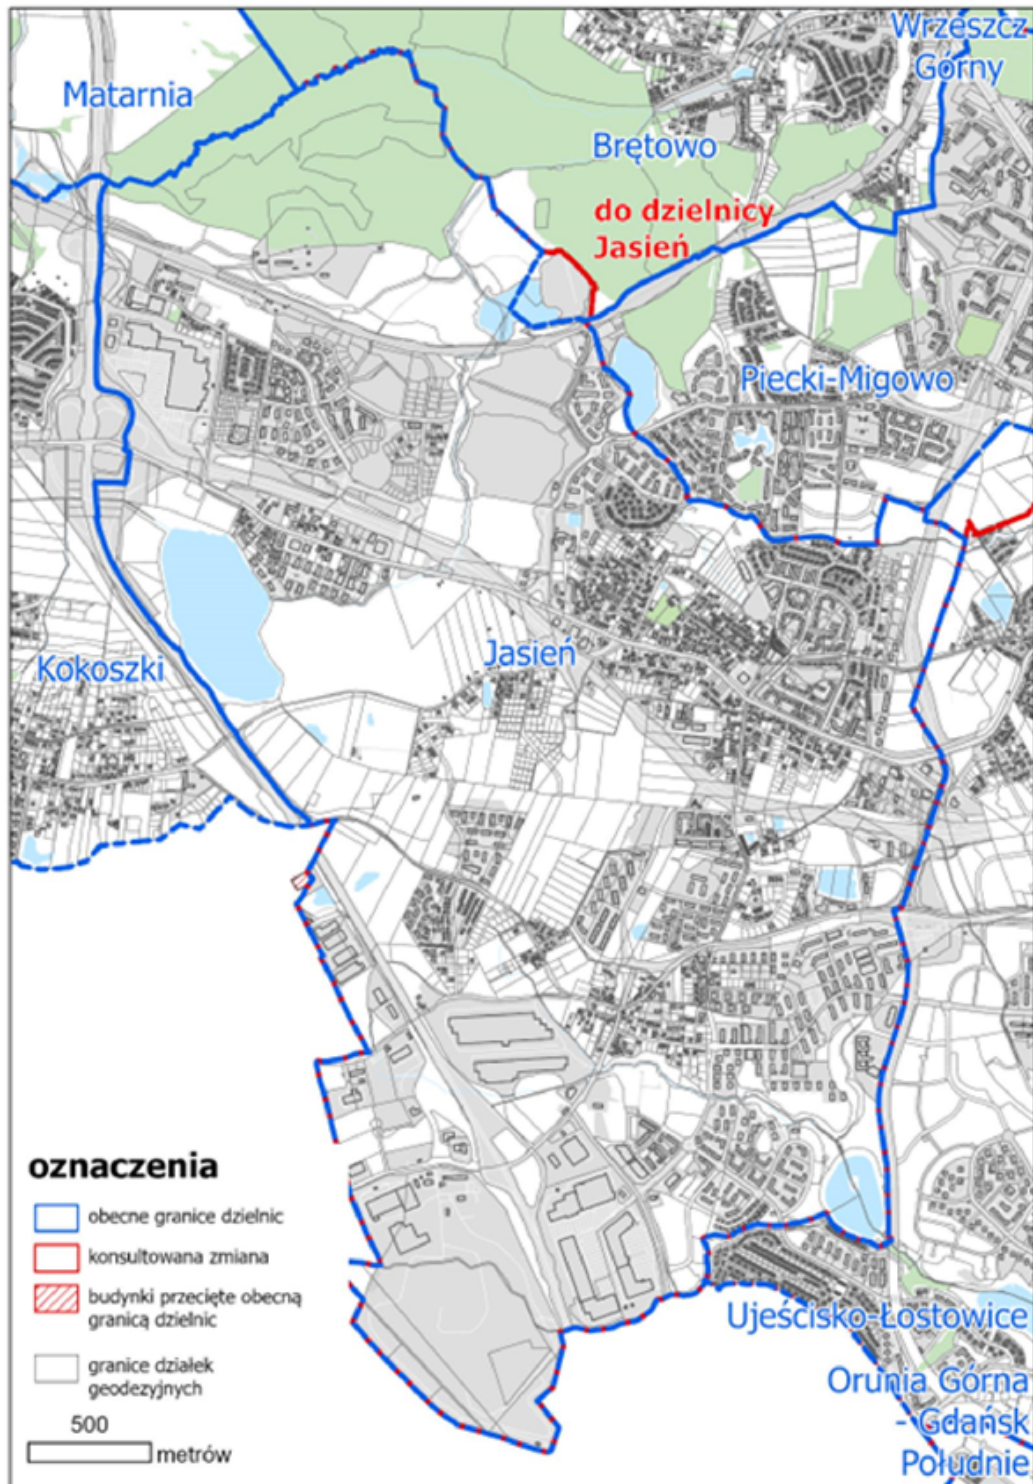 Wrzeszcz
Górny
Matarnia
Brętowo
do dzielnicy
Jasień
Piecki-Migowo
Kokoszki
Jasień
oznaczenia
obecne granice dzielnic
konsultowana zmiana
budynki przecięte obecną
granicą dzielnic
granice działek
geodezyjnych
500
metrów
Ujeścisko-Łostowice
Orunia Górna
- Gdańsk
Południe